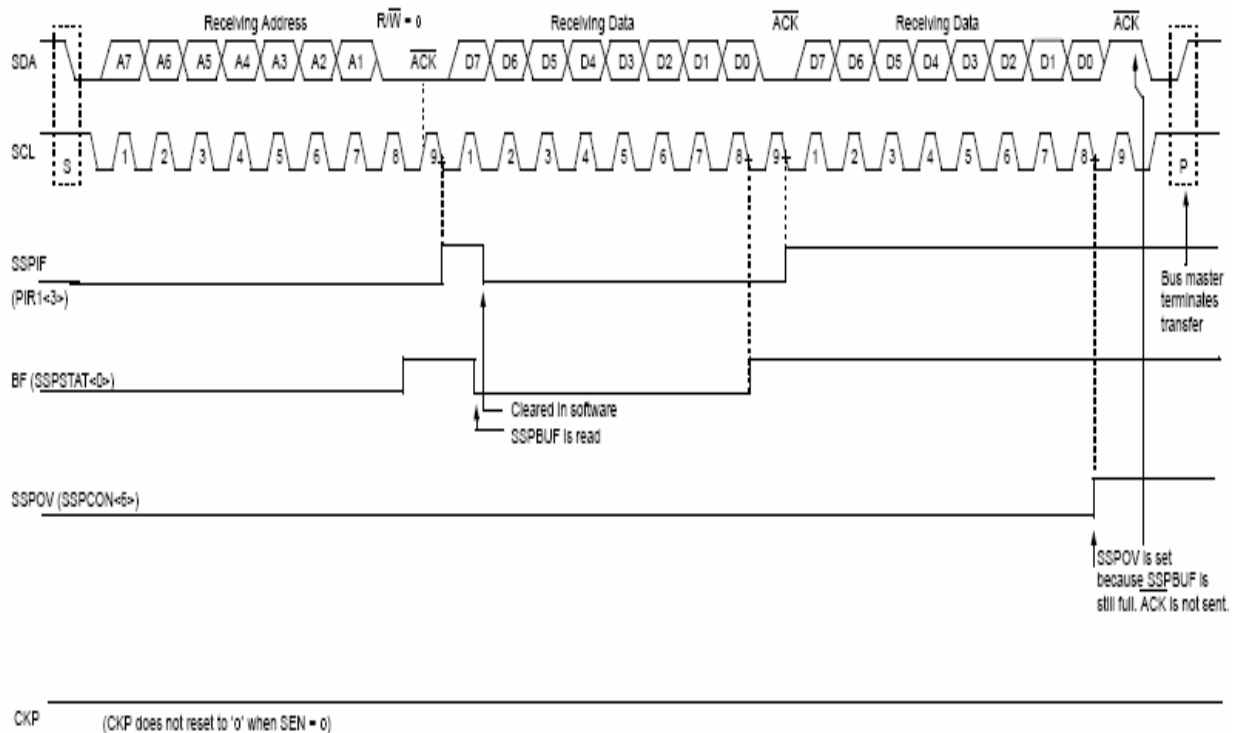 Receiving Address R/W = 0 Receiving Data ACK Receiving Data ACK
SDA A7 A6 A5 A4 A3 A2 A1 ACK D7 D6 D5 D4 D3 D2 D1 D0 D7 D6 D5 D4 D3 D2 D1 D0
SCL S 1 2 3 4 5 6 7 8 9 1 2 3 4 5 6 7 8 9 1 2 3 4 5 6 7 8 9 P
SSPIF
(PIR1<3>)
Bus master
terminates
transfer
BF (SSPSTAT<0>)
Cleared in software
SSPBUF is read
SSPOV (SSPCON<6>)
SSPOV is set
because SSPBUF is
still full. ACK is not sent.
CKP (CKP does not reset to ‘0’ when SEN = 0)